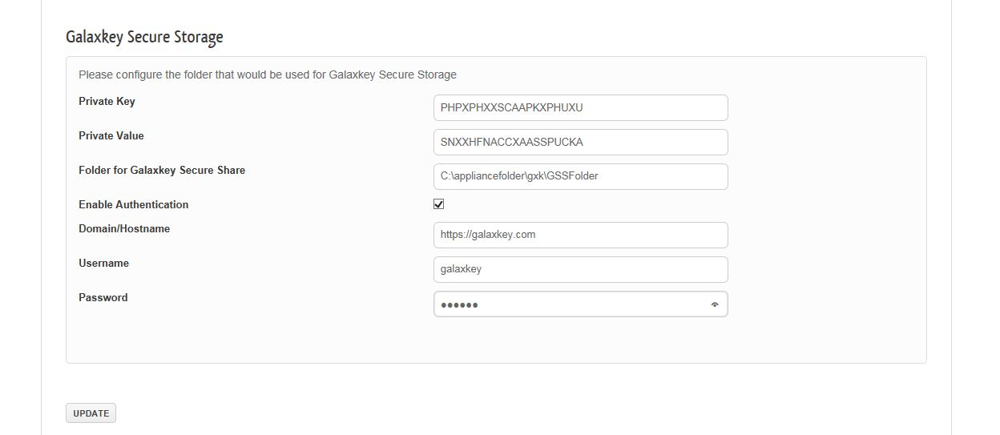 Galaxkey Secure Storage
Please configure the folder that would be used for Galaxkey Secure Storage
Private Key PHPXPHXXSCAAPKXPHUXU
Private Value SNXXHFNACCXAASSPUCKA
Folder for Galaxkey Secure Share C:\appliancefolder\gxk\GSSFolder
Enable Authentication
Domain/Hostname https://galaxkey.com
Username galaxkey
Password ••••••
UPDATE